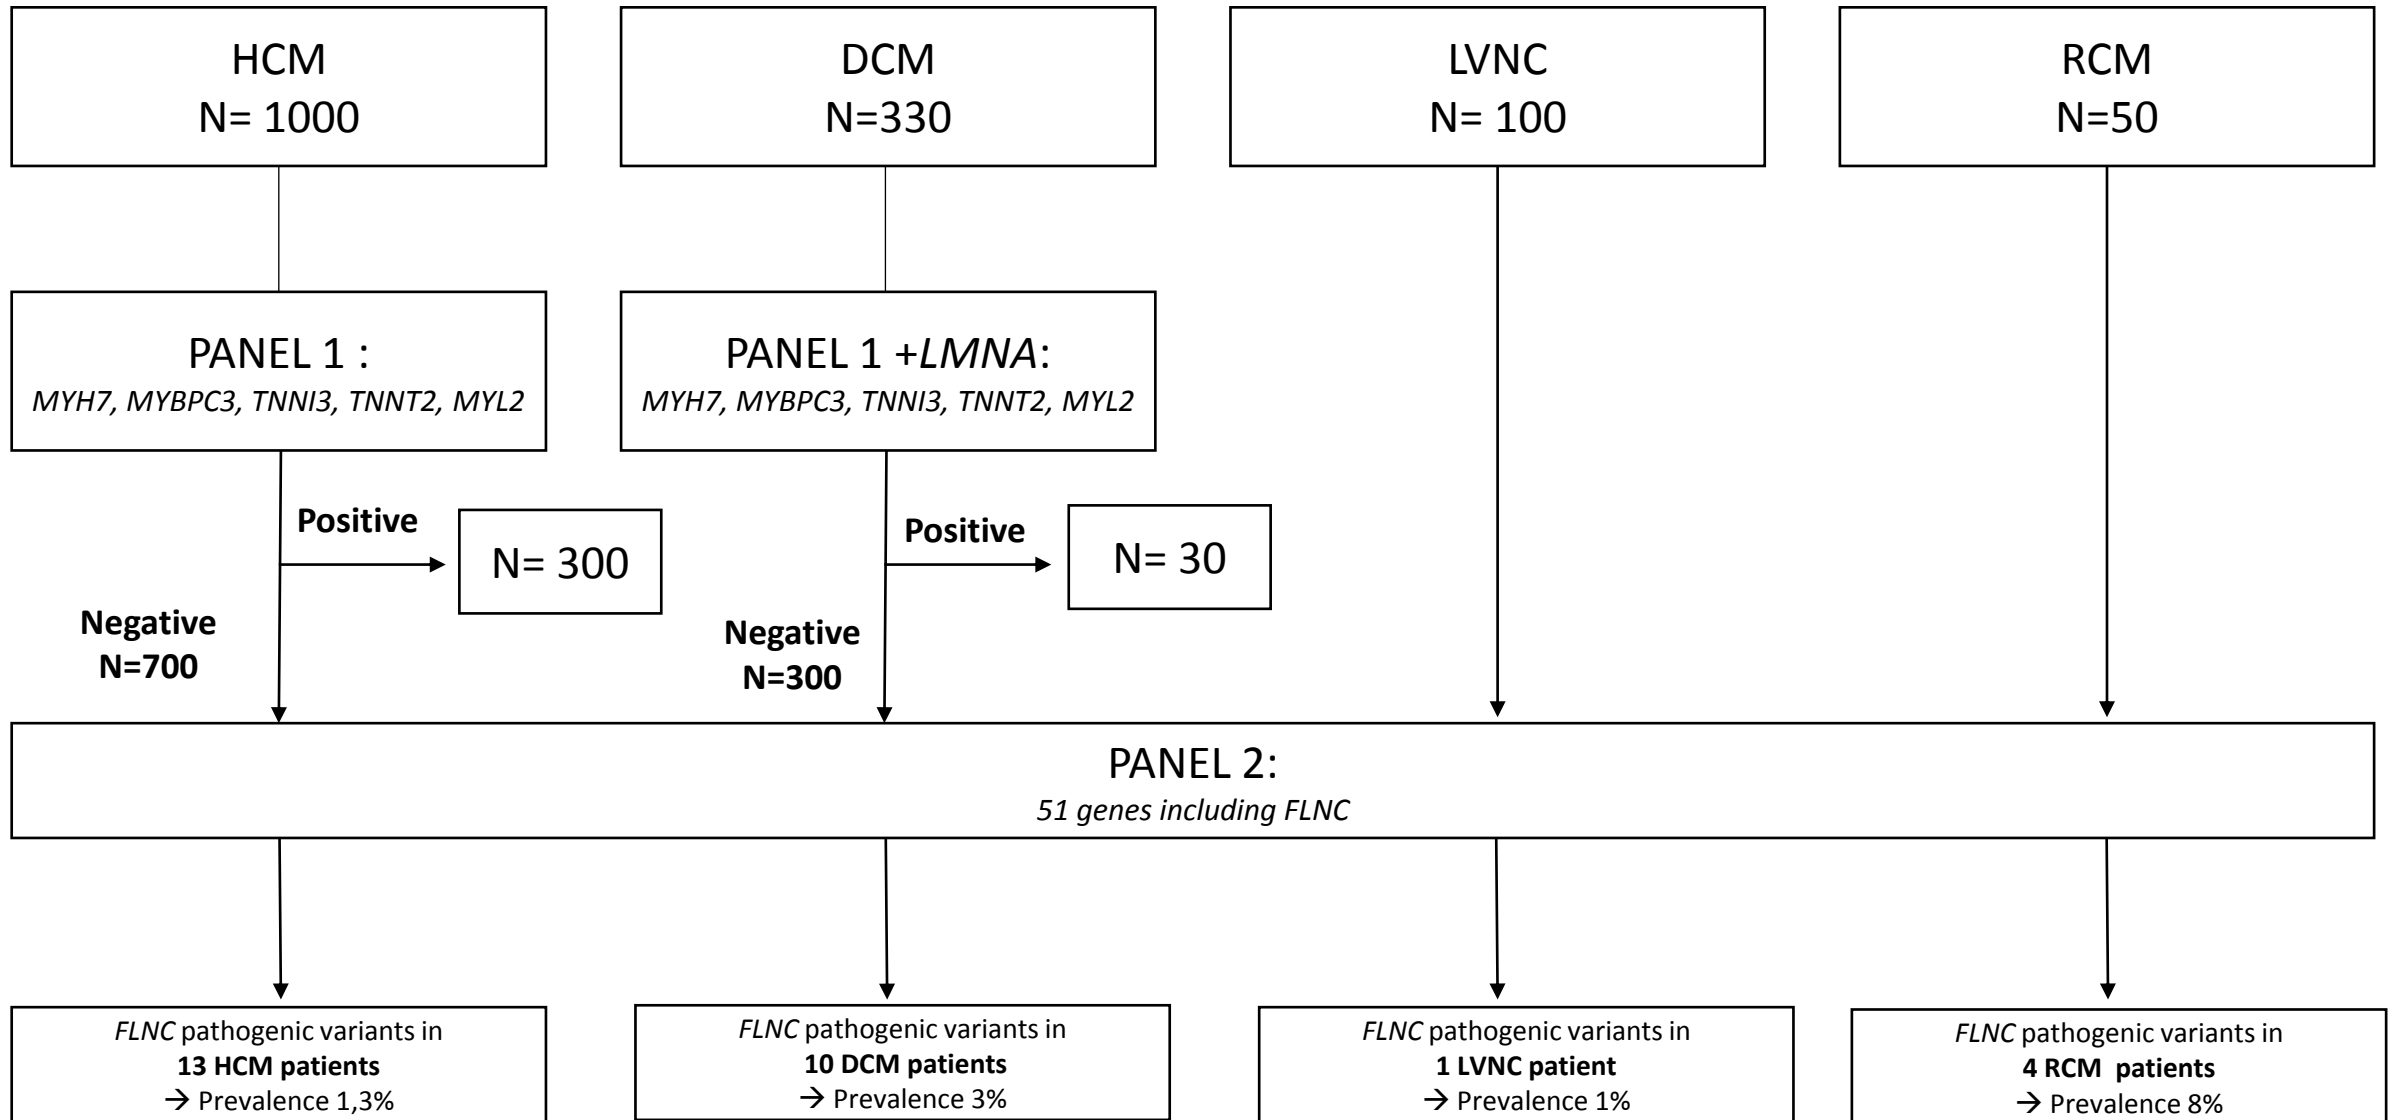 HCM
N= 1000
DCM
N=330
LVNC
N= 100
RCM
N=50
PANEL 1 :
MYH7, MYBPC3, TNNI3, TNNT2, MYL2
PANEL 1 +LMNA:
MYH7, MYBPC3, TNNI3, TNNT2, MYL2
Positive
N= 300
Negative
N=700
Positive
N= 30
Negative
N=300
PANEL 2:
51 genes including FLNC
FLNC pathogenic variants in
13 HCM patients
→ Prevalence 1,3%
FLNC pathogenic variants in
10 DCM patients
→ Prevalence 3%
FLNC pathogenic variants in
1 LVNC patient
→ Prevalence 1%
FLNC pathogenic variants in
4 RCM patients
→ Prevalence 8%